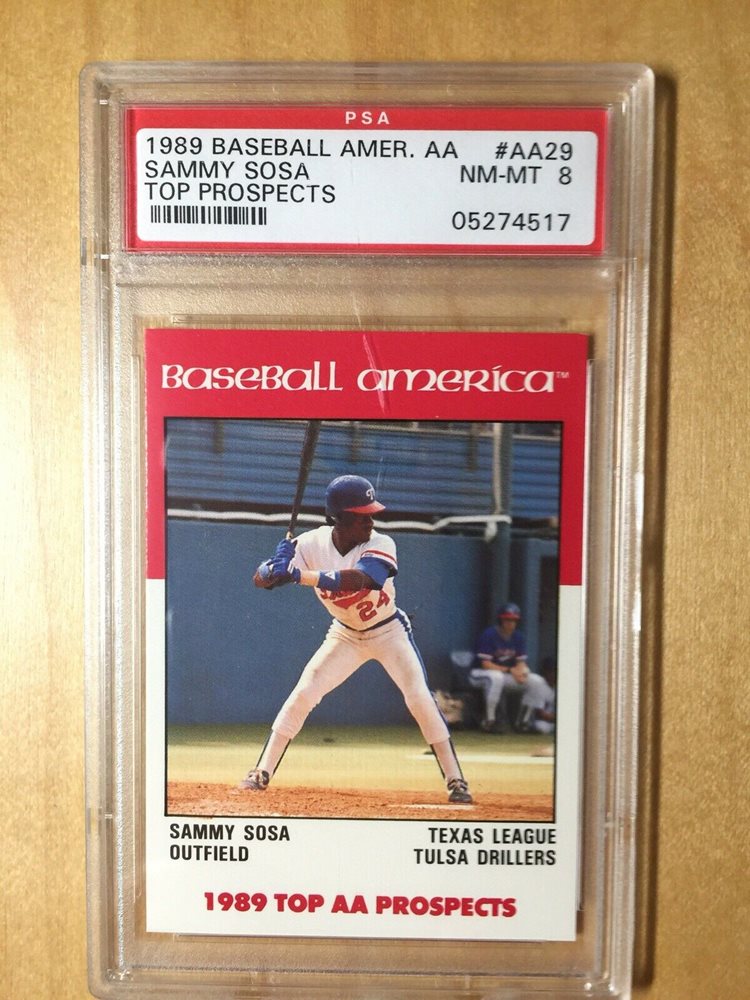 PSA
1989 BASEBALL AMER. AA #AA29
SAMMY SOSA NM-MT 8
TOP PROSPECTS
05274517
Baseball america™
24
SAMMY SOSA TEXAS LEAGUE
OUTFIELD TULSA DRILLERS
1989 TOP AA PROSPECTS